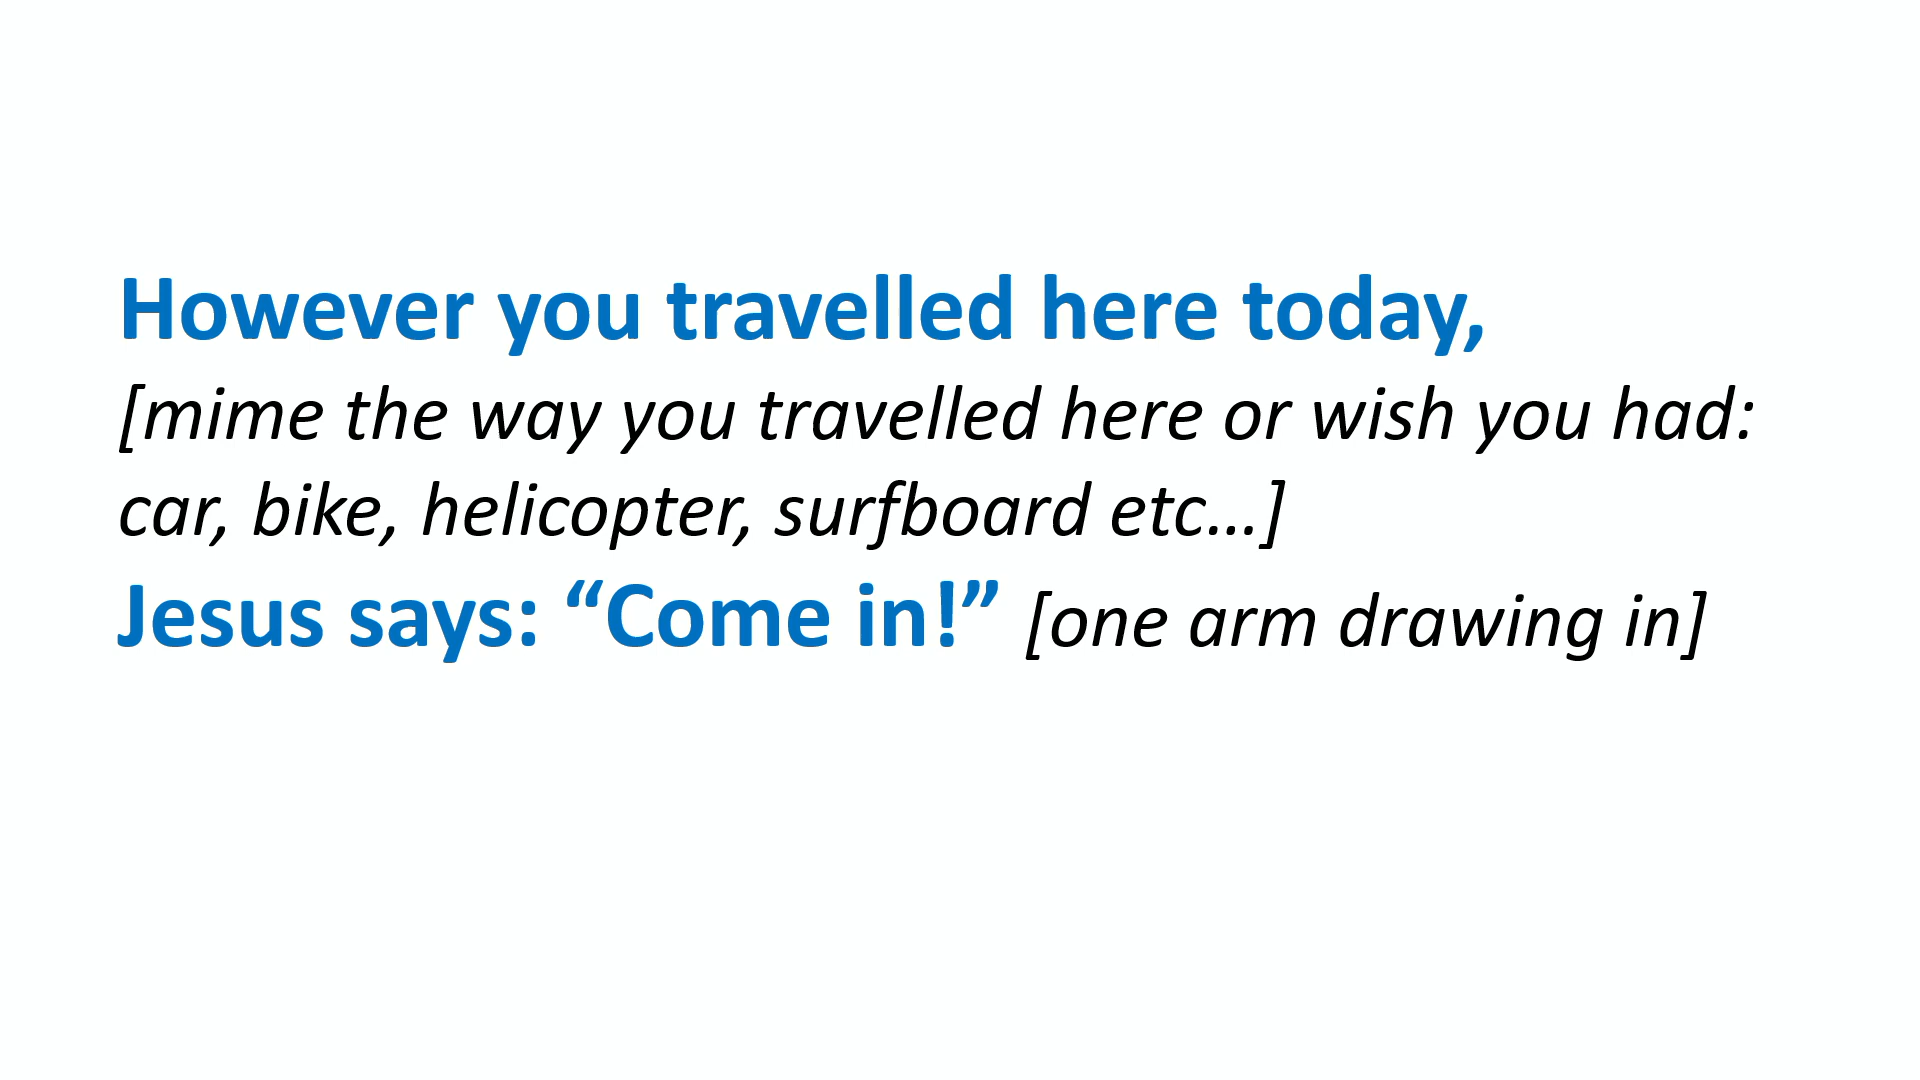 However you travelled here today,
[mime the way you travelled here or wish you had:
car, bike, helicopter, surfboard etc…]
Jesus says: “Come in!” [one arm drawing in]